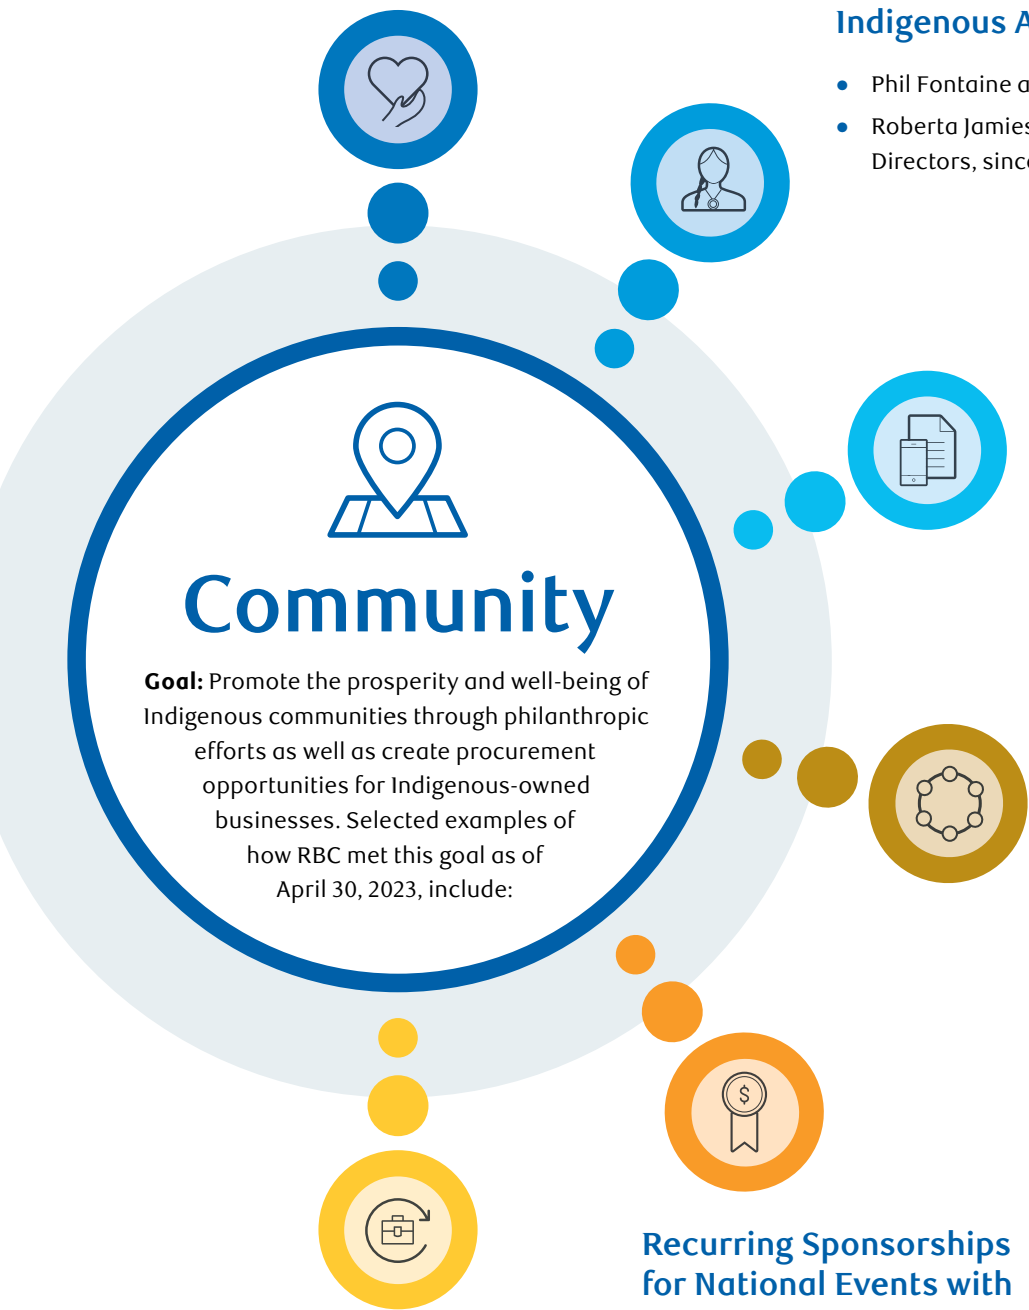 Indigenous A
Phil Fontaine a
Roberta Jamies
Directors, since
Community
Goal: Promote the prosperity and well-being of
Indigenous communities through philanthropic
efforts as well as create procurement
opportunities for Indigenous-owned
businesses. Selected examples of
how RBC met this goal as of
April 30, 2023, include:
$
Recurring Sponsorships
for National Events with